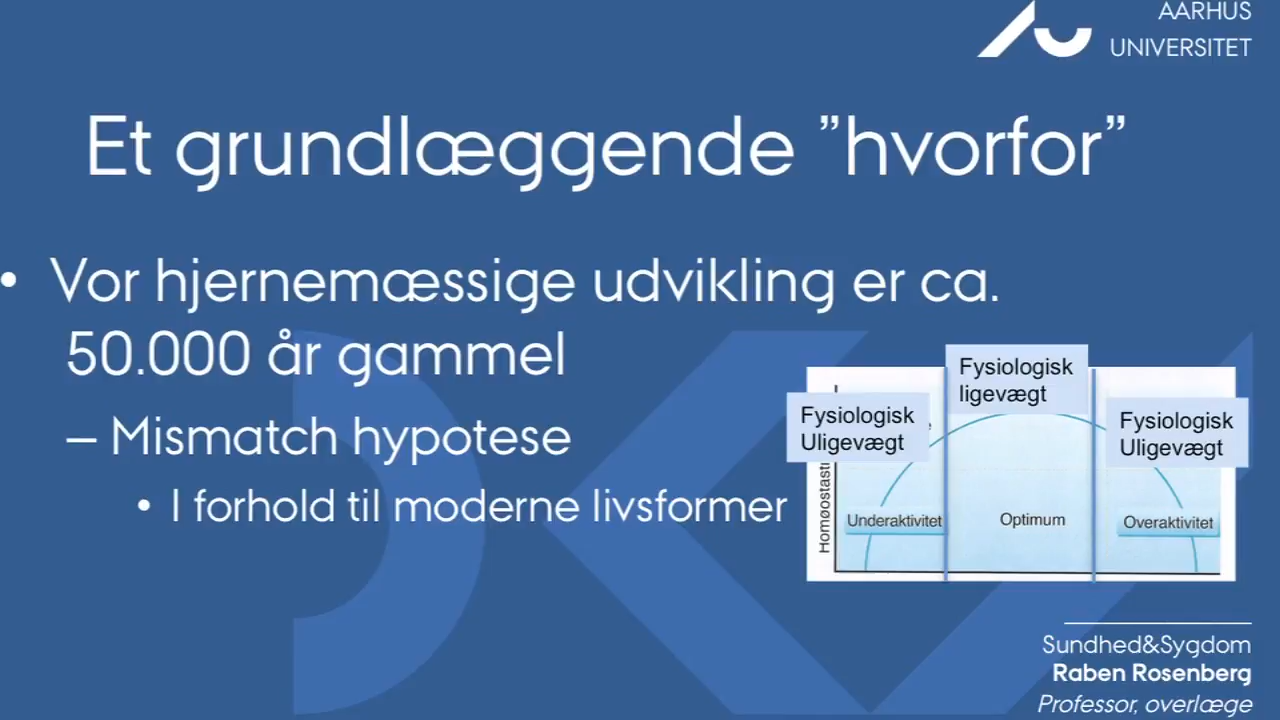 AARHUS
UNIVERSITET
Et grundlæggende ”hvorfor”
• Vor hjernemæssige udvikling er ca.
50.000 år gammel
– Mismatch hypotese
• I forhold til moderne livsformer
Fysiologisk
Uligevægt
Fysiologisk
ligevægt
Fysiologisk
Uligevægt
Underaktivitet
Optimum
Overaktivitet
Sundhed&Sygdom
Raben Rosenberg
Professor, overlæge